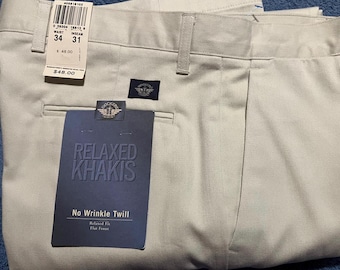 WAIST INSEAM
34 31
$48.00
RELAXED
KHAKIS
No Wrinkle Twill
Relaxed Fit
Flat Front